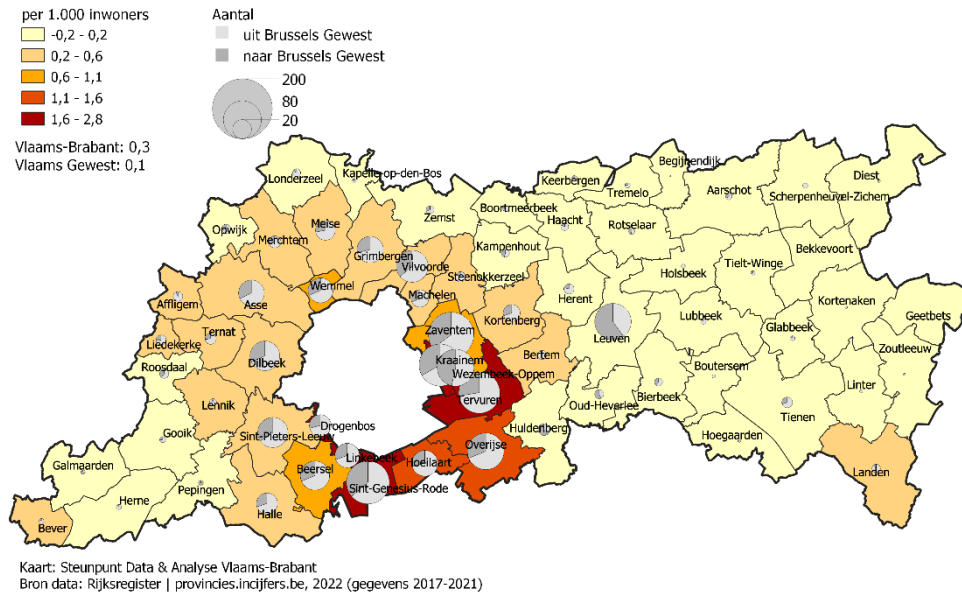 per 1.000 inwoners
-0,2 - 0,2
0,2 - 0,6
0,6 - 1,1
1,1 - 1,6
1,6 - 2,8
Vlaams-Brabant: 0,3
Vlaams Gewest: 0,1
Aantal
uit Brussels Gewest
naar Brussels Gewest
200
80
20
Londerzeel
Kapelle-op-den-Bos
Opwijk
Merchtem
Meise
Grimbergen
Zemst
Vilvoorde
Steenokkerzeel
Machelen
Kampenhout
Boortmeerbeek
Keerbergen
Haacht
Tremelo
Begijnendijk
Rotselaar
Aarschot
Scherpenheuvel-Zichem
Diest
Bekkevoort
Tielt-Winge
Holsbeek
Kortenaken
Geetbets
Affligem
Asse
Wemmel
Ternat
Liedekerke
Roosdaal
Dilbeek
Lennik
Zaventem
Kortenberg
Herent
Leuven
Lubbeek
Glabbeek
Zoutleeuw
Kraainem
Wezembeek-Oppem
Bertem
ervuren
Boutersem
Linter
Bierbeek
Oud-Heverlee
Tienen
Hoegaarden
Landen
Huldenberg
Overijse
Hoeilaart
Drogenbos
Linkebeek
Sint-Pieters-Leeuw
Beersel
Sint-Genesius-Rode
Gooik
Galmaarden
Herne
Pepingen
Halle
Bever
Kaart: Steunpunt Data & Analyse Vlaams-Brabant
Bron data: Rijksregister | provincies.incijfers.be, 2022 (gegevens 2017-2021)